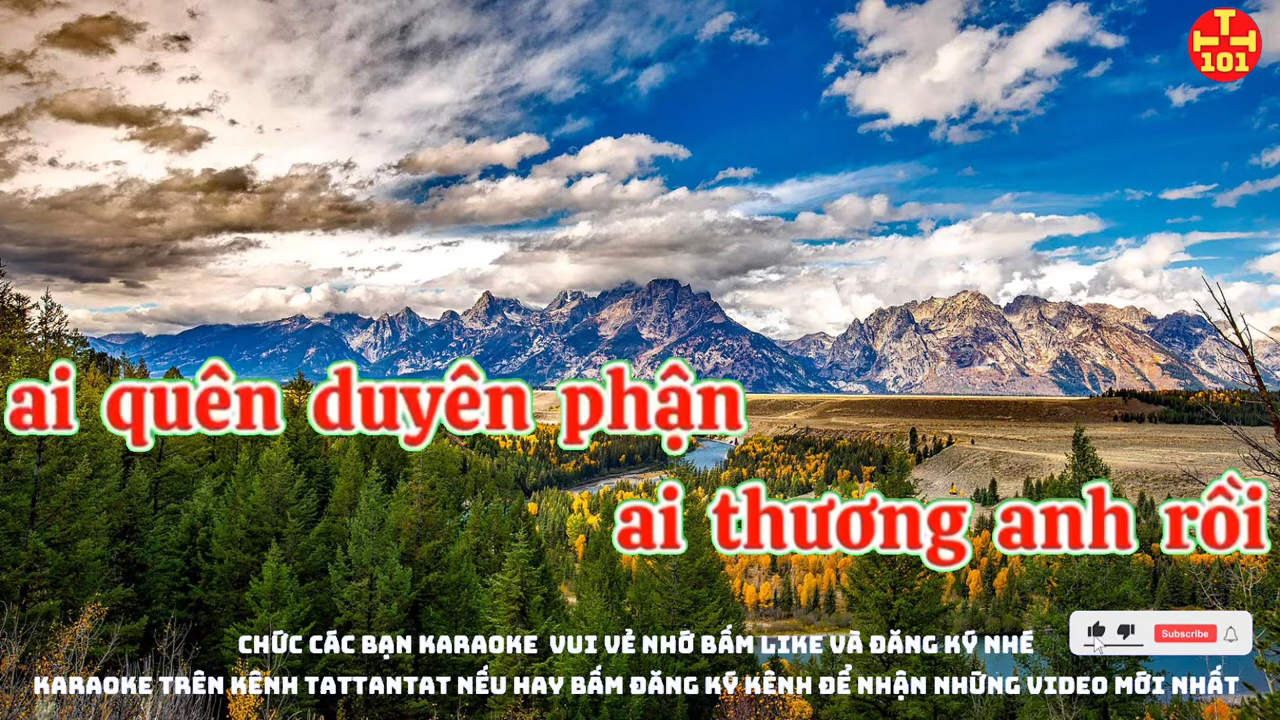 TTH
101
ai quên duyên phận
ai thương anh rồi
CHÚC CÁC BẠN KARAOKE VUI VẺ NHỚ BẤM LIKE VÀ ĐĂNG KÝ NHÉ
Subscribe
KARAOKE TRÊN KÊNH TATTANTAT NẾU HAY BẤM ĐĂNG KÝ KÊNH ĐỂ NHẬN NHỮNG VIDEO MỚI NHẤT